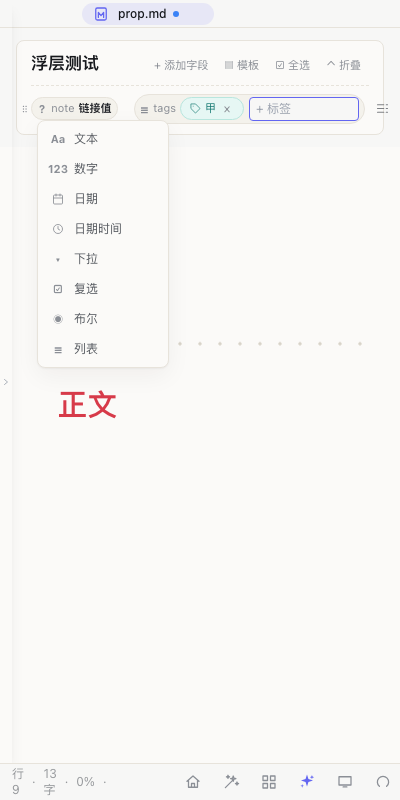 prop.md
浮层测试
+ 添加字段 模板 全选 折叠
? note 链接值 tags 甲 × + 标签
Aa 文本
123 数字
日期
日期时间
下拉
复选
布尔
列表
正文
行 9 · 13 字 · 0% ·